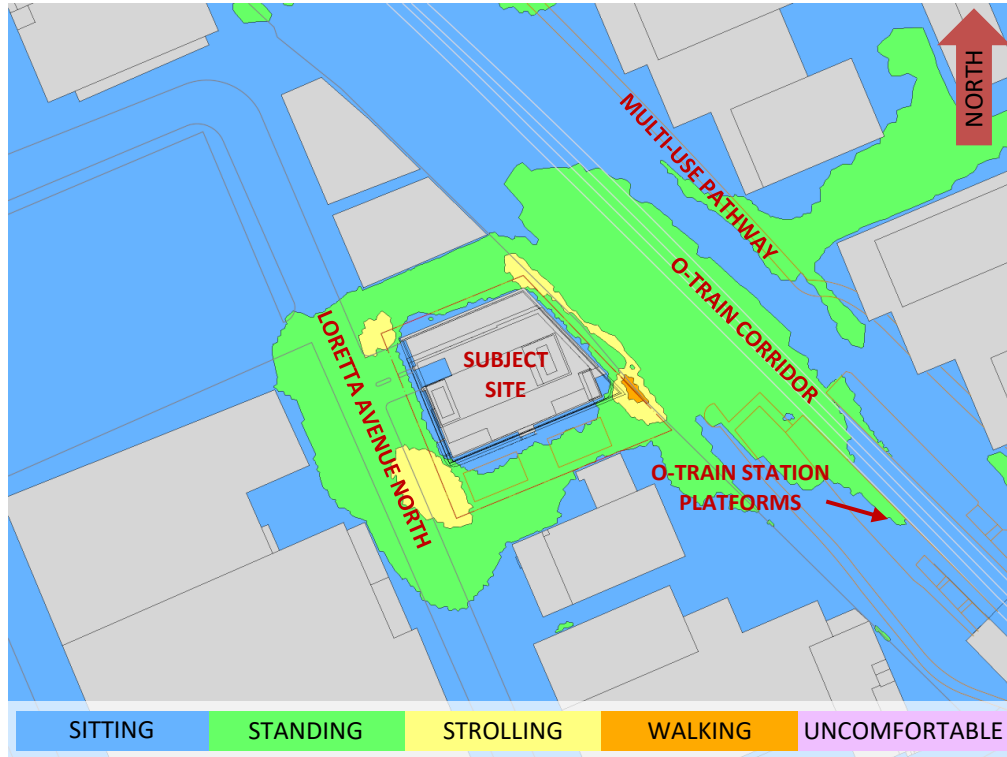 NORTH
MULTI-USE PATHWAY
O-TRAIN CORRIDOR
LORETTA AVENUE NORTH
SUBJECT
SITE
O-TRAIN STATION
PLATFORMS
SITTING
STANDING
STROLLING
WALKING
UNCOMFORTABLE